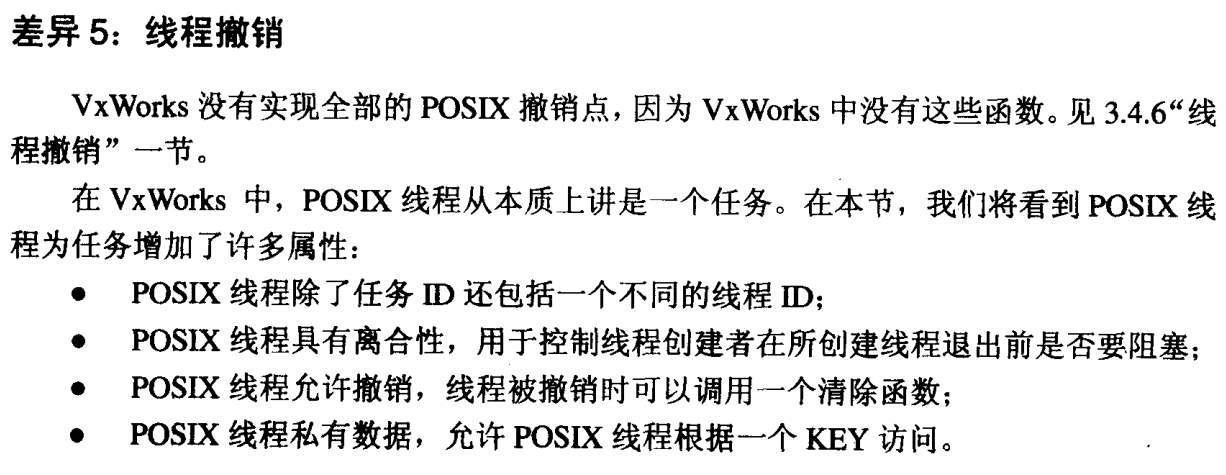 差异 5：线程撤销
VxWorks 没有实现全部的 POSIX 撤销点，因为 VxWorks 中没有这些函数。见 3.4.6“线
程撤销”一节。
在 VxWorks 中，POSIX 线程从本质上讲是一个任务。在本节，我们将看到 POSIX 线
程为任务增加了许多属性：
● POSIX 线程除了任务 ID 还包括一个不同的线程 ID；
● POSIX 线程具有离合性，用于控制线程创建者在所创建线程退出前是否要阻塞；
● POSIX 线程允许撤销，线程被撤销时可以调用一个清除函数；
● POSIX 线程私有数据，允许 POSIX 线程根据一个 KEY 访问。